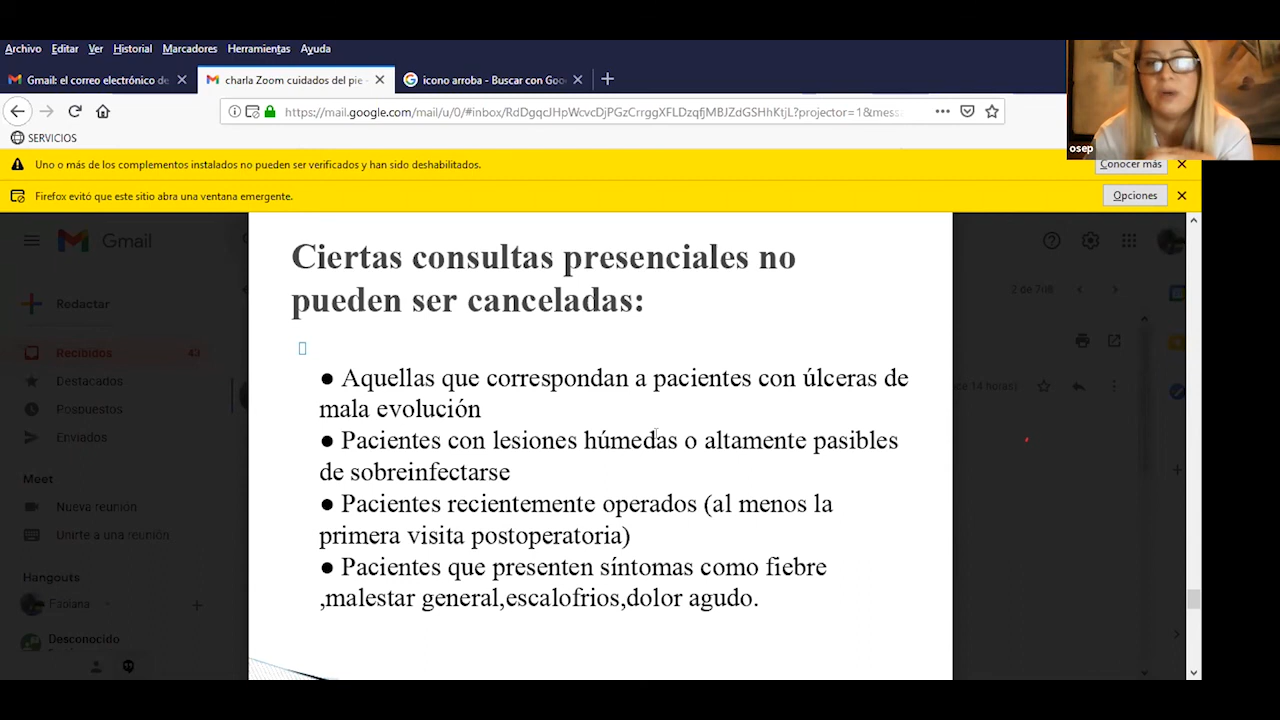 Archivo Editar Ver Historial Marcadores Herramientas Ayuda
Gmail: el correo electrónico de
charla Zoom cuidados del pie -
icono arroba - Buscar con Goo
https://mail.google.com/mail/u/0/#inbox/
SERVICIOS
osep
Uno o más de los complementos instalados no pueden ser verificados y han sido deshabilitados.
Conocer más
Firefox evitó que este sitio abra una ventana emergente.
Opciones
Gmail
Redactar
Recibidos 43
Destacados
Pospuestos
Enviados
Meet
Nueva reunión
Unirte a una reunión
Hangouts
Fabiana
Desconocido
Ciertas consultas presenciales no
pueden ser canceladas:
● Aquellas que correspondan a pacientes con úlceras de
mala evolución
● Pacientes con lesiones húmedas o altamente pasibles
de sobreinfectarse
● Pacientes recientemente operados (al menos la
primera visita postoperatoria)
● Pacientes que presenten síntomas como fiebre
,malestar general,escalofrios,dolor agudo.
2 de
14 horas)